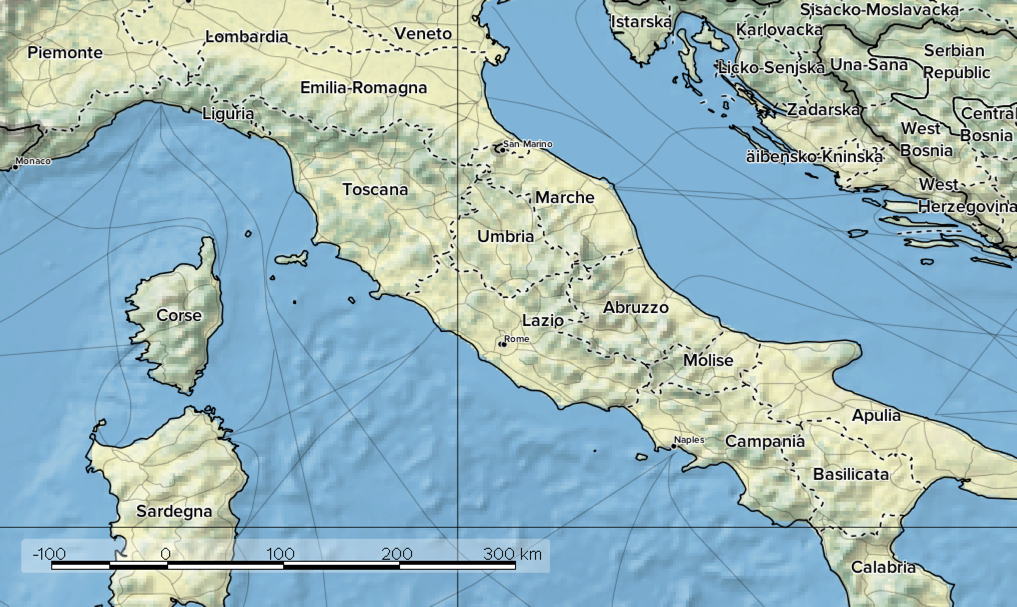 Istarska
Sisacko-Moslavacka
Karlovacka
Lombardia
Veneto
Piemonte
Serbian
Republic
Licko-Senjska
Una-Sana
Emilia-Romagna
Liguria
Zadarska
Central
Bosnia
West
Bosnia
San Marino
Monaco
äibensko-Kninska
Toscana
Marche
West
Herzegovina
Umbria
Corse
Abruzzo
Lazio
Rome
Molise
Apulia
Naples
Campania
Basilicata
Sardegna
-100 0 100 200 300 km
Calabria